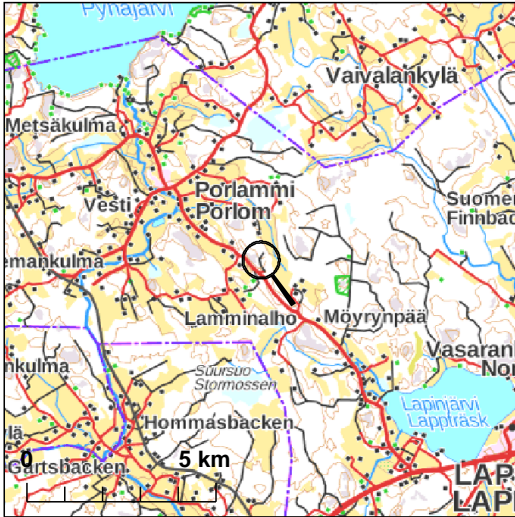 Pyhäjärvi
Vaivalankylä
Metsäkulma
Vesti
Porlammi
Porlom
Suomen
Finnbac
emankulma
Lamminalho
Möyrynpää
Vasaran
Nor
nkulma
Suursuo
Stormossen
Lapinjärvi
Lappträsk
Hommasbacken
lä
0
5 km
Gårtsbacken
LAP
LAP